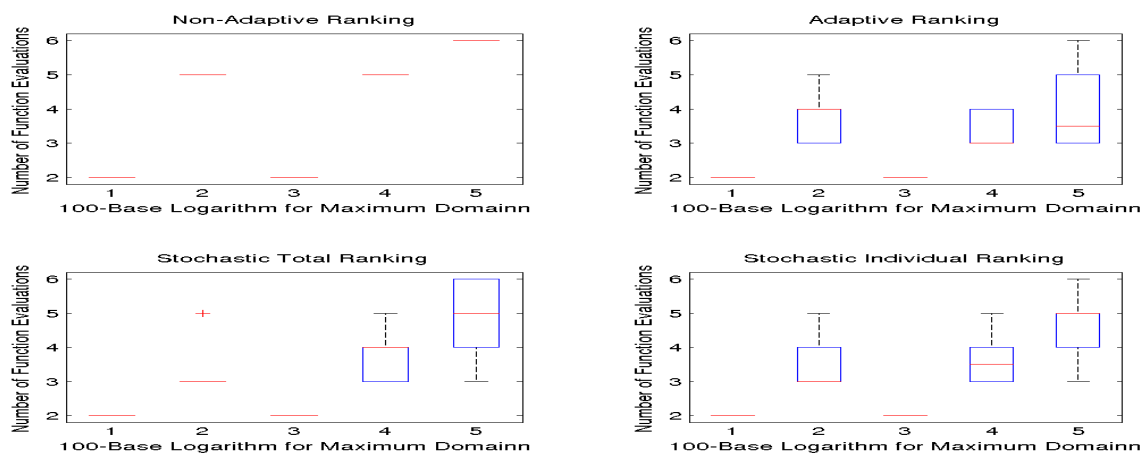 Non-Adaptive Ranking
Number of Function Evaluations
6
5
4
3
2
1 2 3 4 5
100-Base Logarithm for Maximum Domainn
Adaptive Ranking
Number of Function Evaluations
6
5
4
3
2
1 2 3 4 5
100-Base Logarithm for Maximum Domainn
Stochastic Total Ranking
Number of Function Evaluations
6
5
4
3
2
1 2 3 4 5
100-Base Logarithm for Maximum Domainn
Stochastic Individual Ranking
Number of Function Evaluations
6
5
4
3
2
1 2 3 4 5
100-Base Logarithm for Maximum Domainn